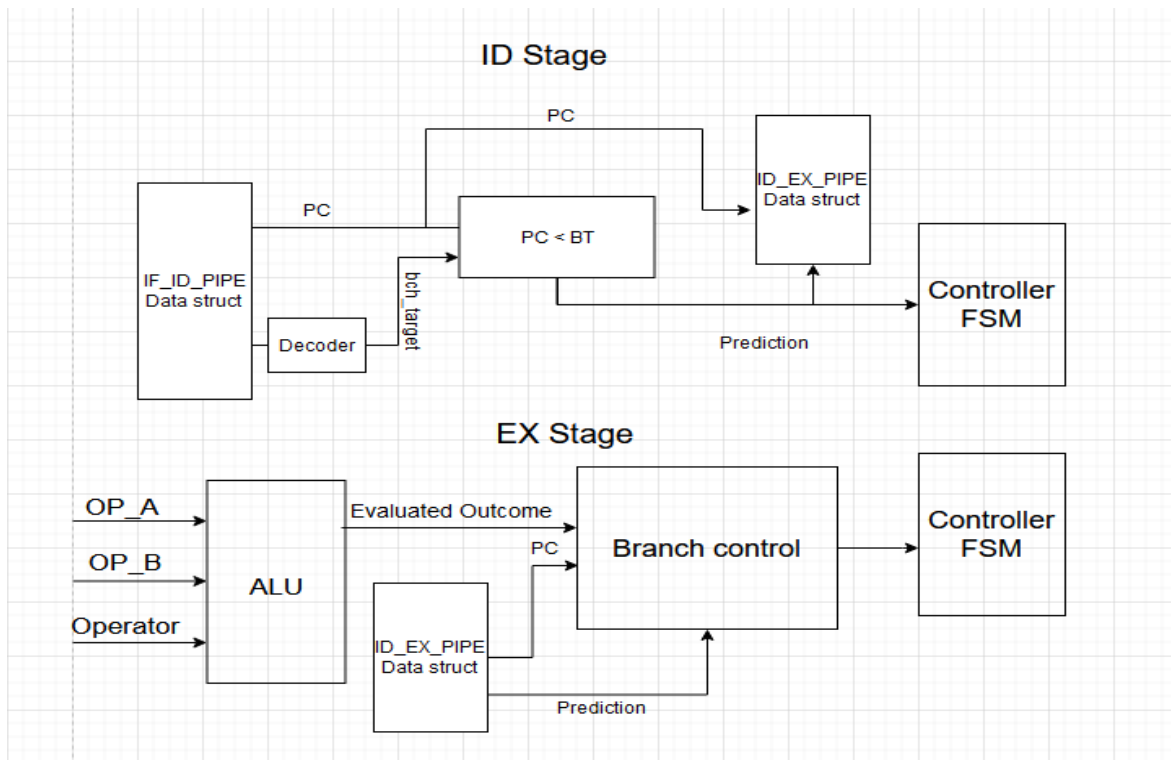 ID Stage
PC
PC
IF_ID_PIPE
Data struct
Decoder
bch_target
PC < BT
ID_EX_PIPE
Data struct
Prediction
Controller
FSM
EX Stage
OP_A
OP_B
Operator
ALU
Evaluated Outcome
PC
ID_EX_PIPE
Data struct
Prediction
Branch control
Controller
FSM